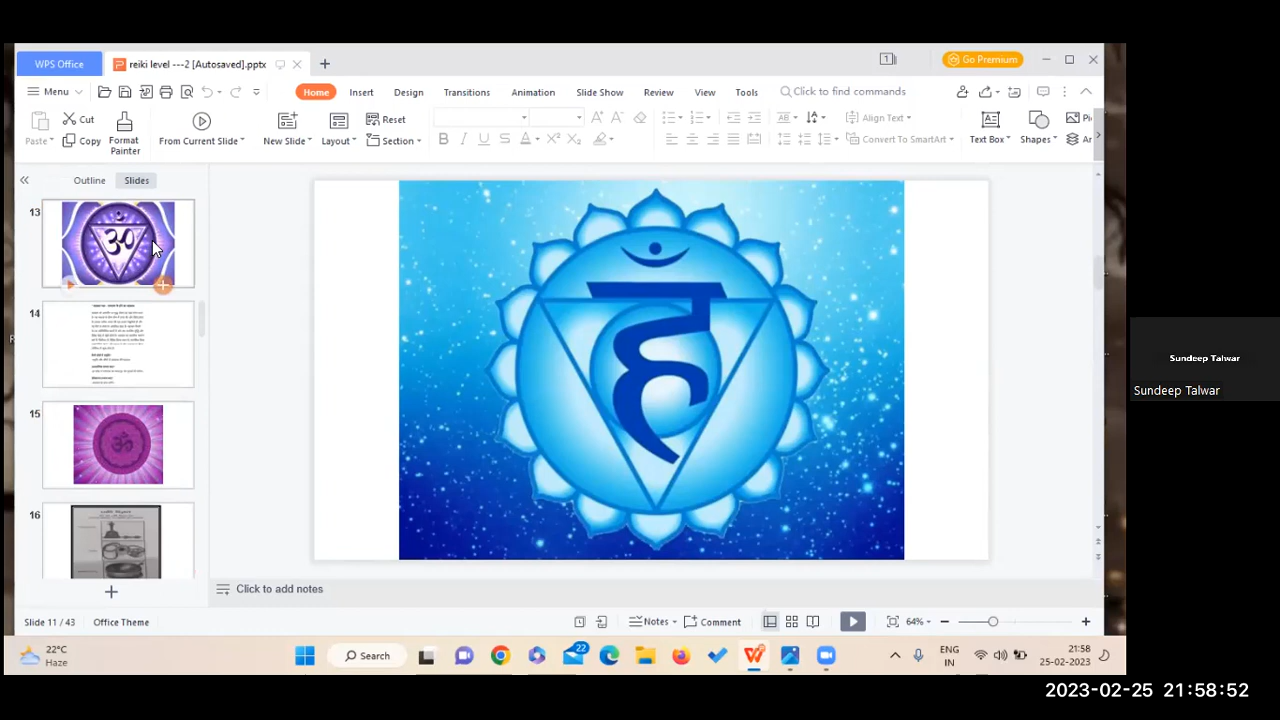 WPS Office
reiki level ---2 [Autosaved].pptx
Go Premium
Menu
Home
Insert
Design
Transitions
Animation
Slide Show
Review
View
Tools
Click to find commands
Paste
Cut
Copy
Format
Painter
From Current Slide
New Slide
Layout
Reset
Section
B I U S A X² X₂
Align Text
Convert To SmartArt
Text Box
Shapes
Outline
Slides
13
ॐ
14
15
ॐ
16
हं
Click to add notes
Slide 11 / 43
Office Theme
Notes
Comment
64%
22°C
Haze
Search
22
ENG
IN
21:58
25-02-2023
Sundeep Talwar
Sundeep Talwar
2023-02-25 21:58:52